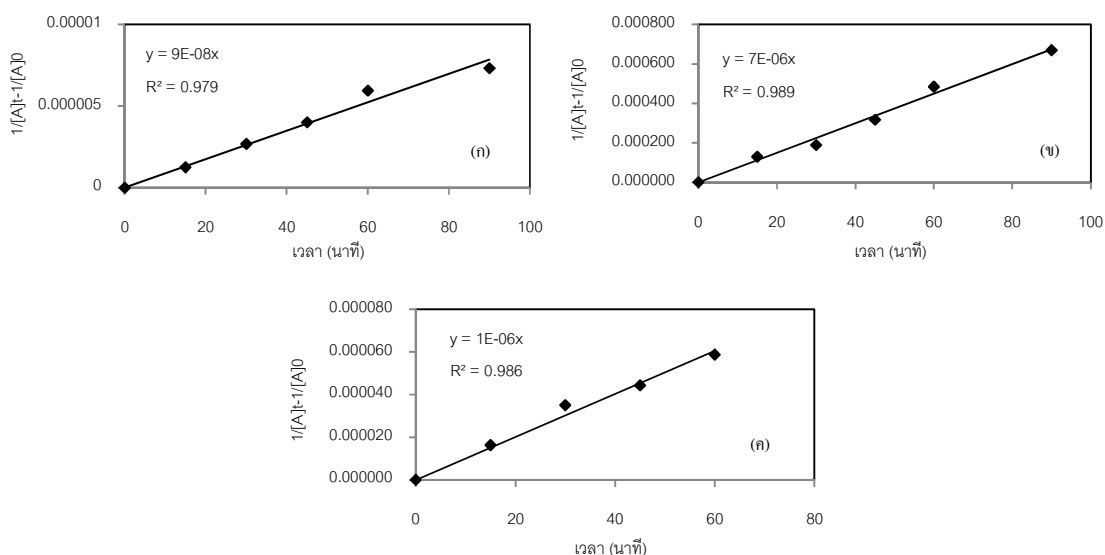 1/[A]t-1/[A]0
0.00001
0.000005
0
y = 9E-08x
R² = 0.979
(ก)
0 20 40 60 80 100
เวลา (นาที)
1/[A]t-1/[A]0
0.000800
0.000600
0.000400
0.000200
0.000000
y = 7E-06x
R² = 0.989
(ข)
0 20 40 60 80 100
เวลา (นาที)
1/[A]t-1/[A]0
0.000080
0.000060
0.000040
0.000020
0.000000
y = 1E-06x
R² = 0.986
(ค)
0 20 40 60 80
เวลา (นาที)